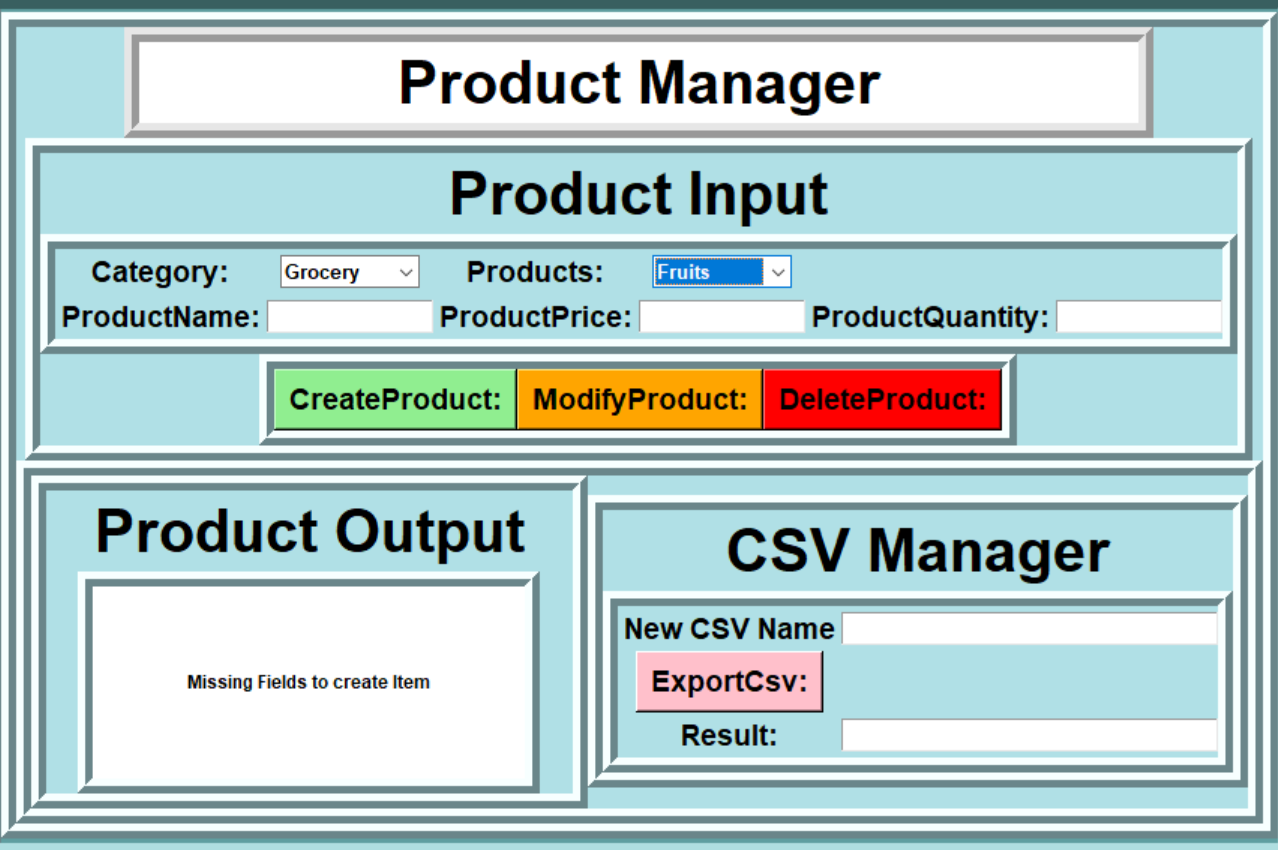 Product Manager
Product Input
Category: Grocery Products: Fruits
ProductName: ProductPrice: ProductQuantity:
CreateProduct: ModifyProduct: DeleteProduct:
Product Output
Missing Fields to create Item
CSV Manager
New CSV Name
ExportCsv:
Result: